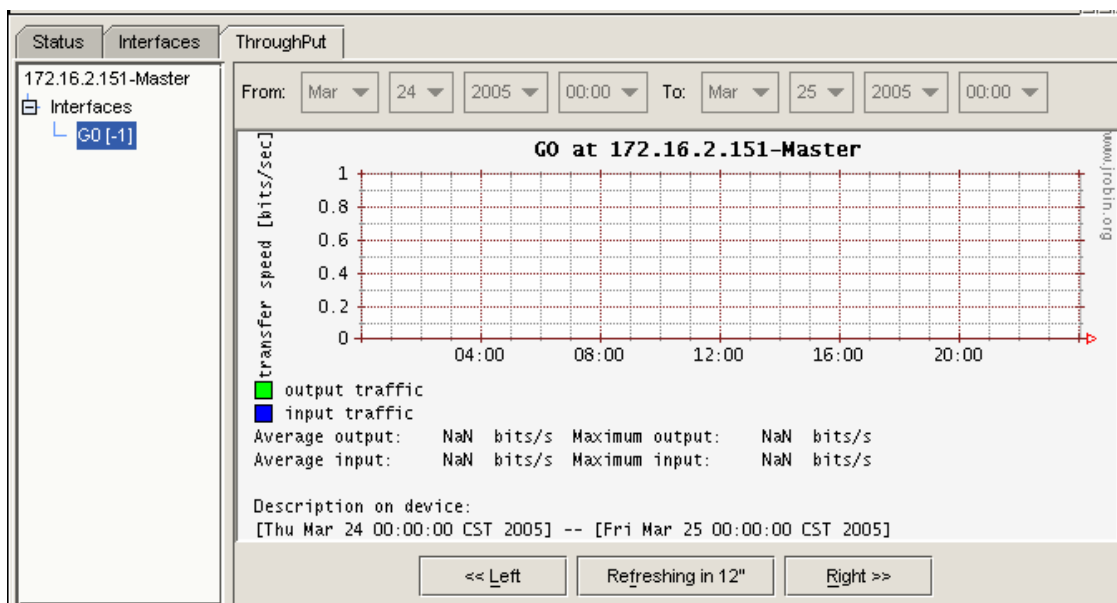 Status Interfaces ThroughPut
172.16.2.151-Master
Interfaces
G0 [-1]
From: Mar 24 2005 00:00 To: Mar 25 2005 00:00
G0 at 172.16.2.151-Master
transfer speed [bits/sec]
1
0.8
0.6
0.4
0.2
0
04:00 08:00 12:00 16:00 20:00
www.jrobin.org
output traffic
input traffic
Average output: NaN bits/s Maximum output: NaN bits/s
Average input: NaN bits/s Maximum input: NaN bits/s
Description on device:
[Thu Mar 24 00:00:00 CST 2005] -- [Fri Mar 25 00:00:00 CST 2005]
<< Left Refreshing in 12" Right >>